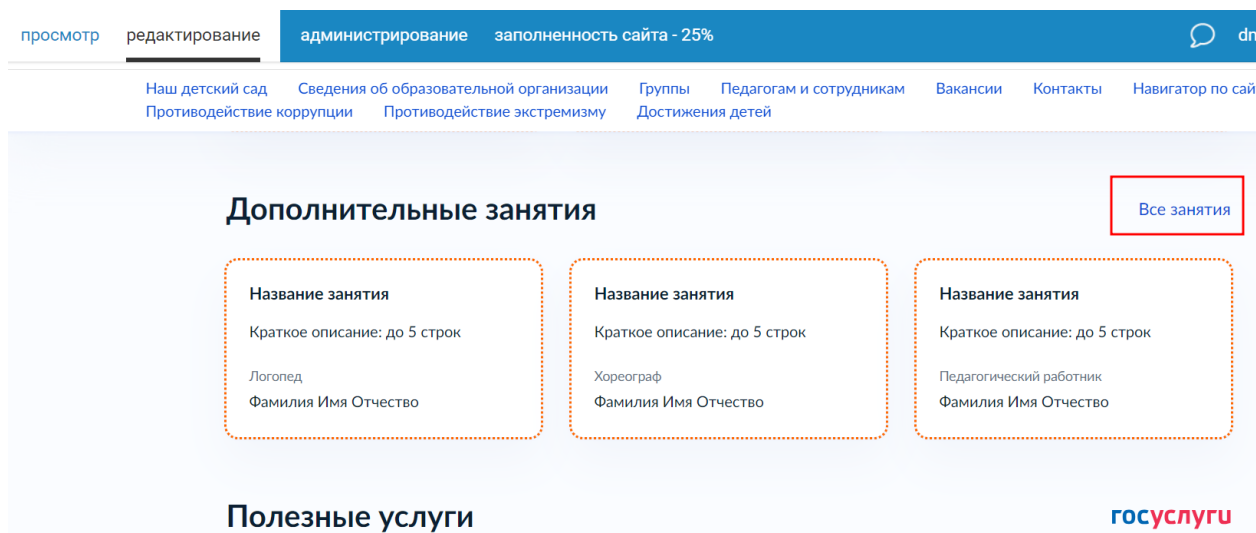 просмотр редактирование администрирование заполненность сайта - 25%
Наш детский сад Сведения об образовательной организации Группы Педагогам и сотрудникам Вакансии Контакты Навигатор по
Противодействие коррупции Противодействие экстремизму Достижения детей
Дополнительные занятия Все занятия
Название занятия Название занятия Название занятия
Краткое описание: до 5 строк Краткое описание: до 5 строк Краткое описание: до 5 строк
Логопед Хореограф Педагогический работник
Фамилия Имя Отчество Фамилия Имя Отчество Фамилия Имя Отчество
Полезные услуги госуслуги